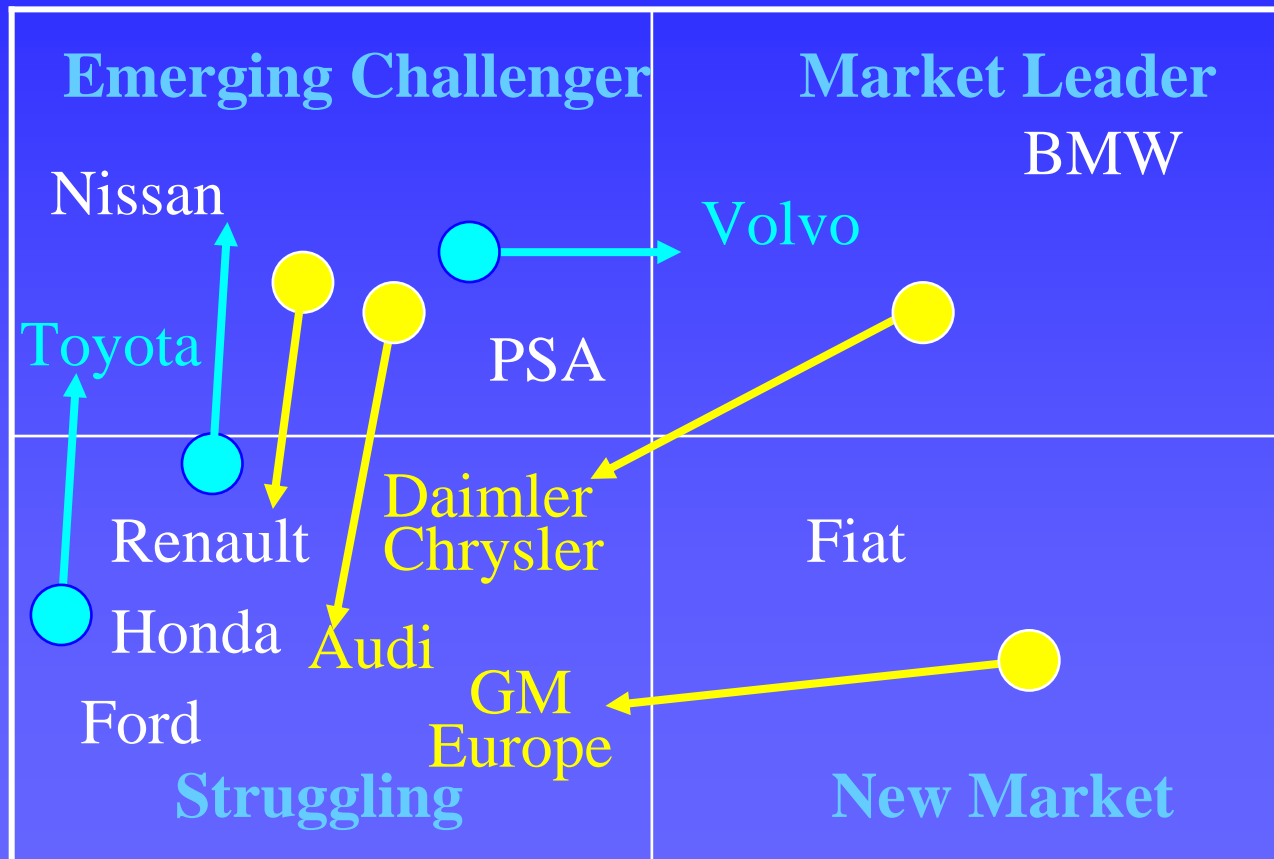 Emerging Challenger
Market Leader
BMW
Nissan
Volvo
Toyota
PSA
Daimler
Chrysler
Renault
Fiat
Honda
Audi
GM
Europe
Ford
Struggling
New Market